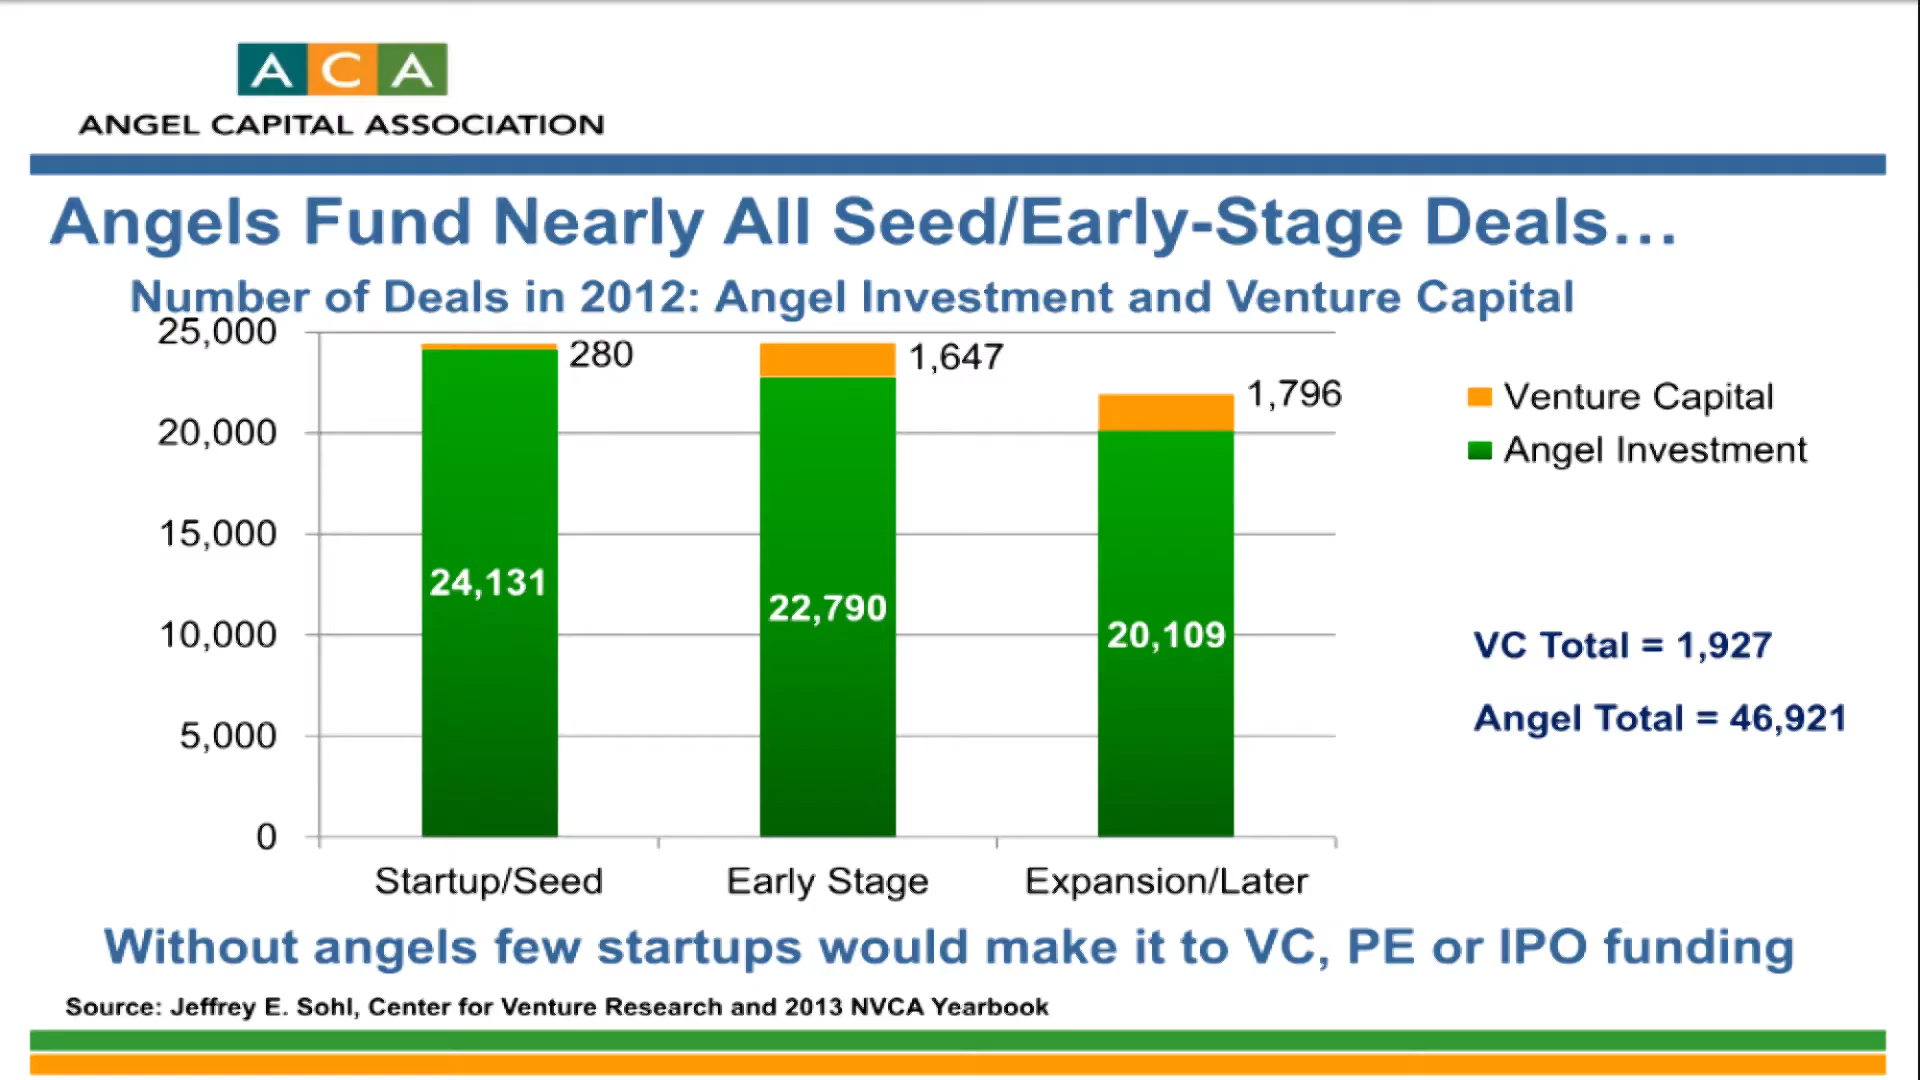 ACA
ANGEL CAPITAL ASSOCIATION
Angels Fund Nearly All Seed/Early-Stage Deals...
Number of Deals in 2012: Angel Investment and Venture Capital
25,000
20,000
15,000
10,000
5,000
0
280
1,647
1,796
24,131
22,790
20,109
Startup/Seed
Early Stage
Expansion/Later
Venture Capital
Angel Investment
VC Total = 1,927
Angel Total = 46,921
Without angels few startups would make it to VC, PE or IPO funding
Source: Jeffrey E. Sohl, Center for Venture Research and 2013 NVCA Yearbook